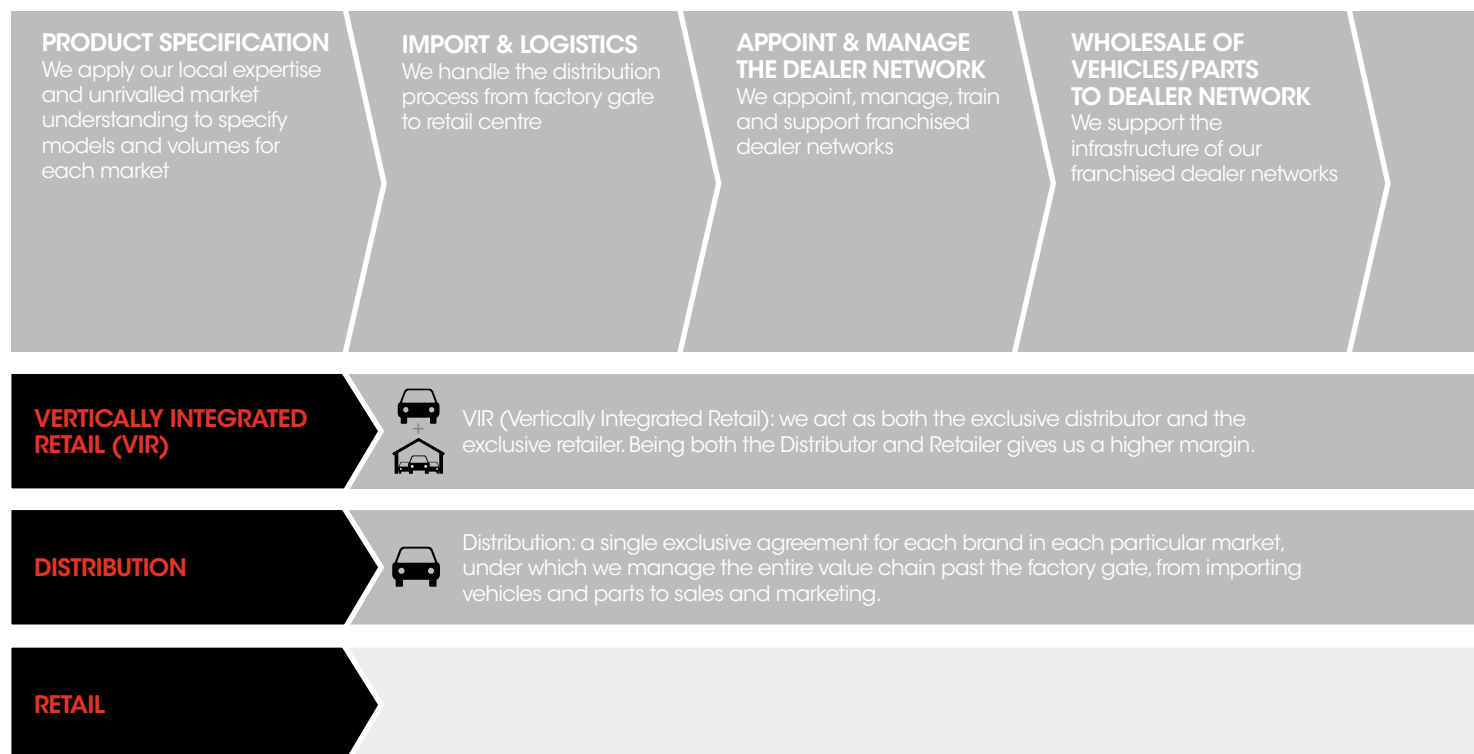 PRODUCT SPECIFICATION
We apply our local expertise
and unrivalled market
understanding to specify
models and volumes for
each market
IMPORT & LOGISTICS
We handle the distribution
process from factory gate
to retail centre
APPOINT & MANAGE
THE DEALER NETWORK
We appoint, manage, train
and support franchised
dealer networks
WHOLESALE OF
VEHICLES/PARTS
TO DEALER NETWORK
We support the
infrastructure of our
franchised dealer networks
VERTICALLY INTEGRATED
RETAIL (VIR)
+
VIR (Vertically Integrated Retail): we act as both the exclusive distributor and the
exclusive retailer. Being both the Distributor and Retailer gives us a higher margin.
DISTRIBUTION
Distribution: a single exclusive agreement for each brand in each particular market,
under which we manage the entire value chain past the factory gate, from importing
vehicles and parts to sales and marketing.
RETAIL